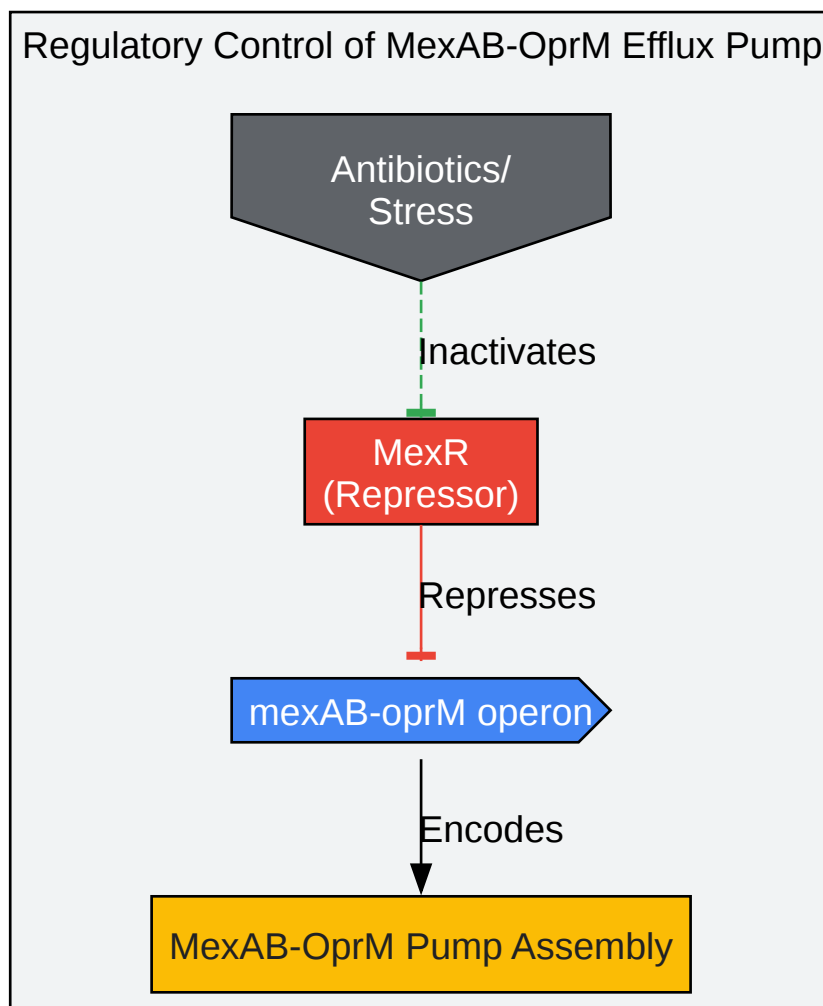 Regulatory Control of MexAB-OprM Efflux Pump
Antibiotics/
Stress
Inactivates
MexR
(Repressor)
Represses
mexAB-oprM operon
Encodes
MexAB-OprM Pump Assembly